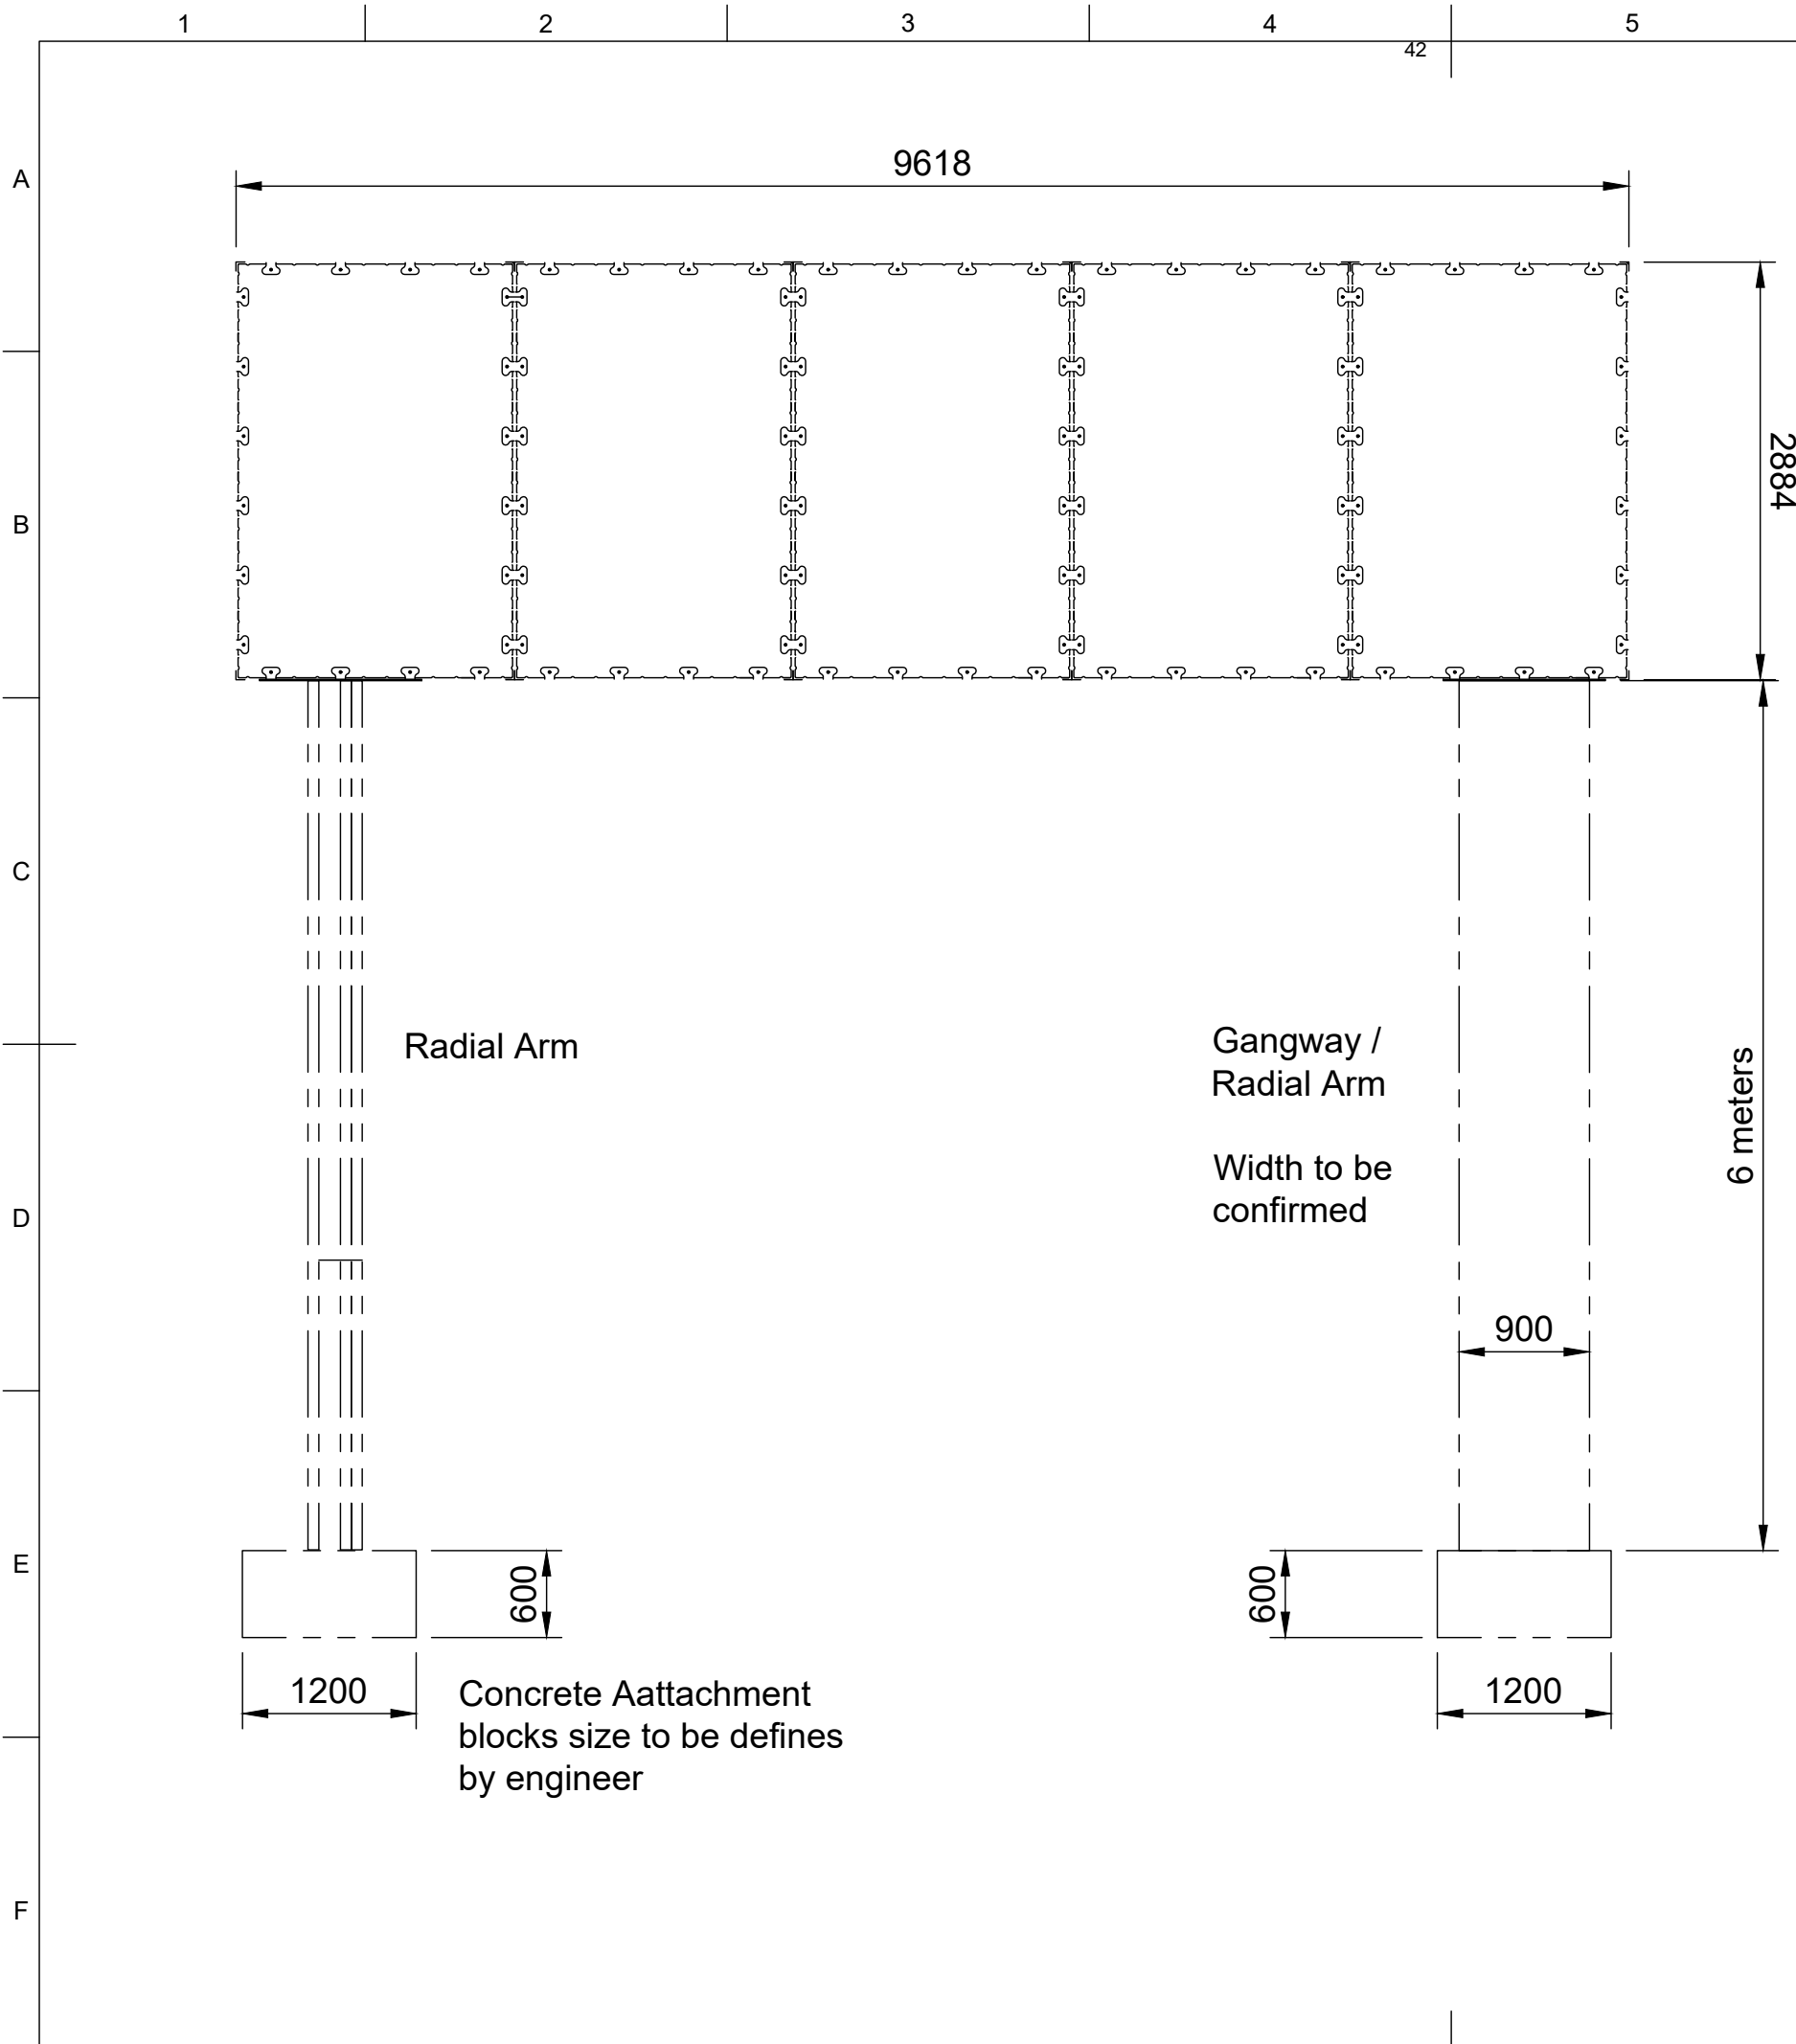 1 2 3 4 5
42
A
9618
2884
B
C
Radial Arm
Gangway /
Radial Arm
6 meters
Width to be
confirmed
D
900
E
600
600
1200
1200
Concrete Aattachment
blocks size to be defines
by engineer
F